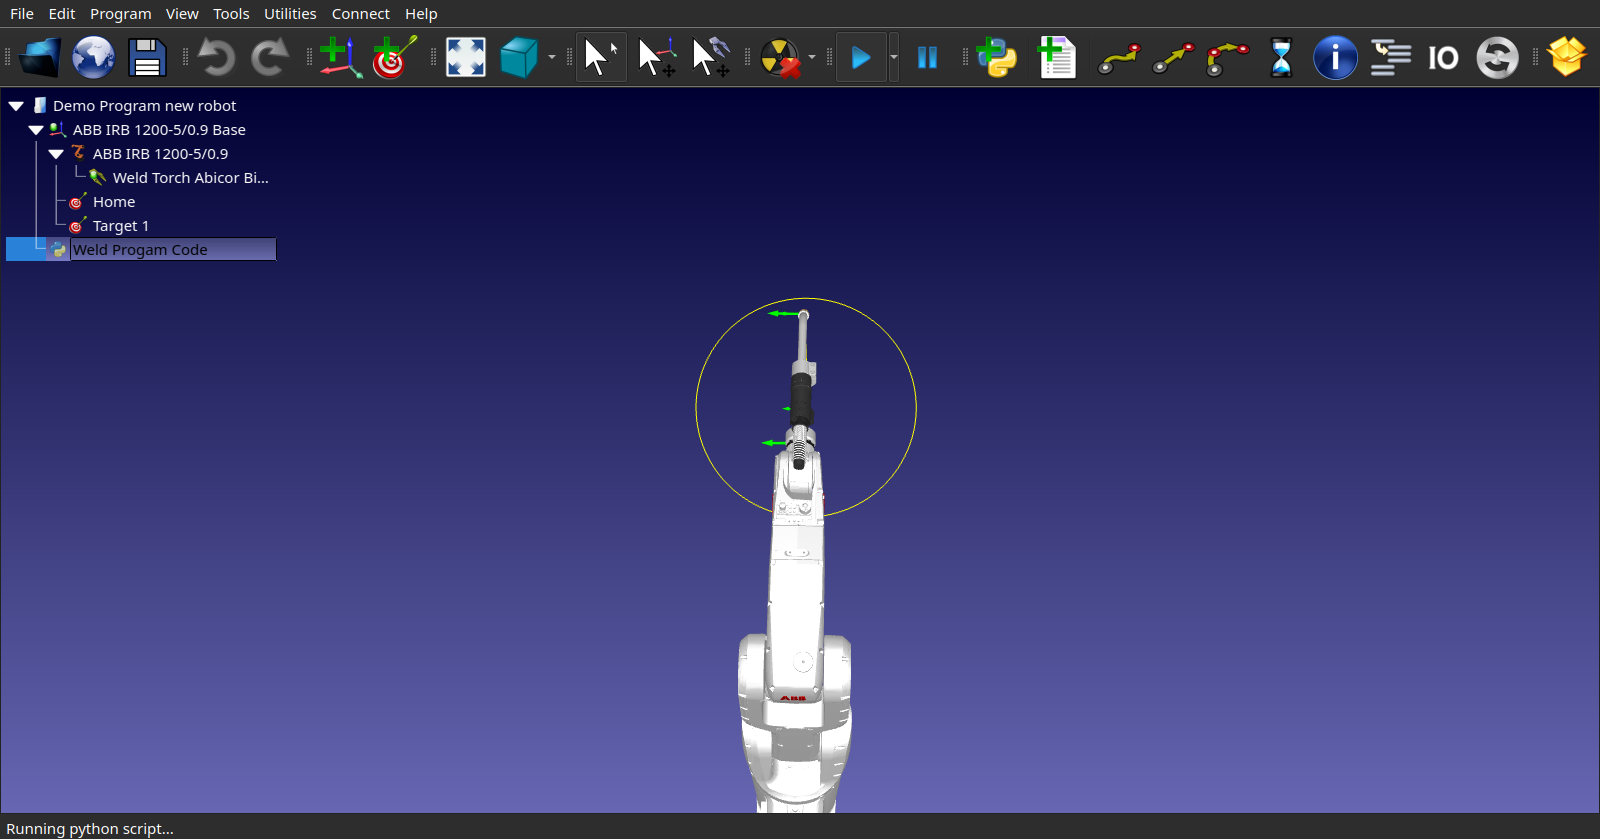 File Edit Program View Tools Utilities Connect Help
IO
Demo Program new robot
ABB IRB 1200-5/0.9 Base
ABB IRB 1200-5/0.9
Weld Torch Abicor Bi...
Home
Target 1
Weld Progam Code
ABB
Running python script...